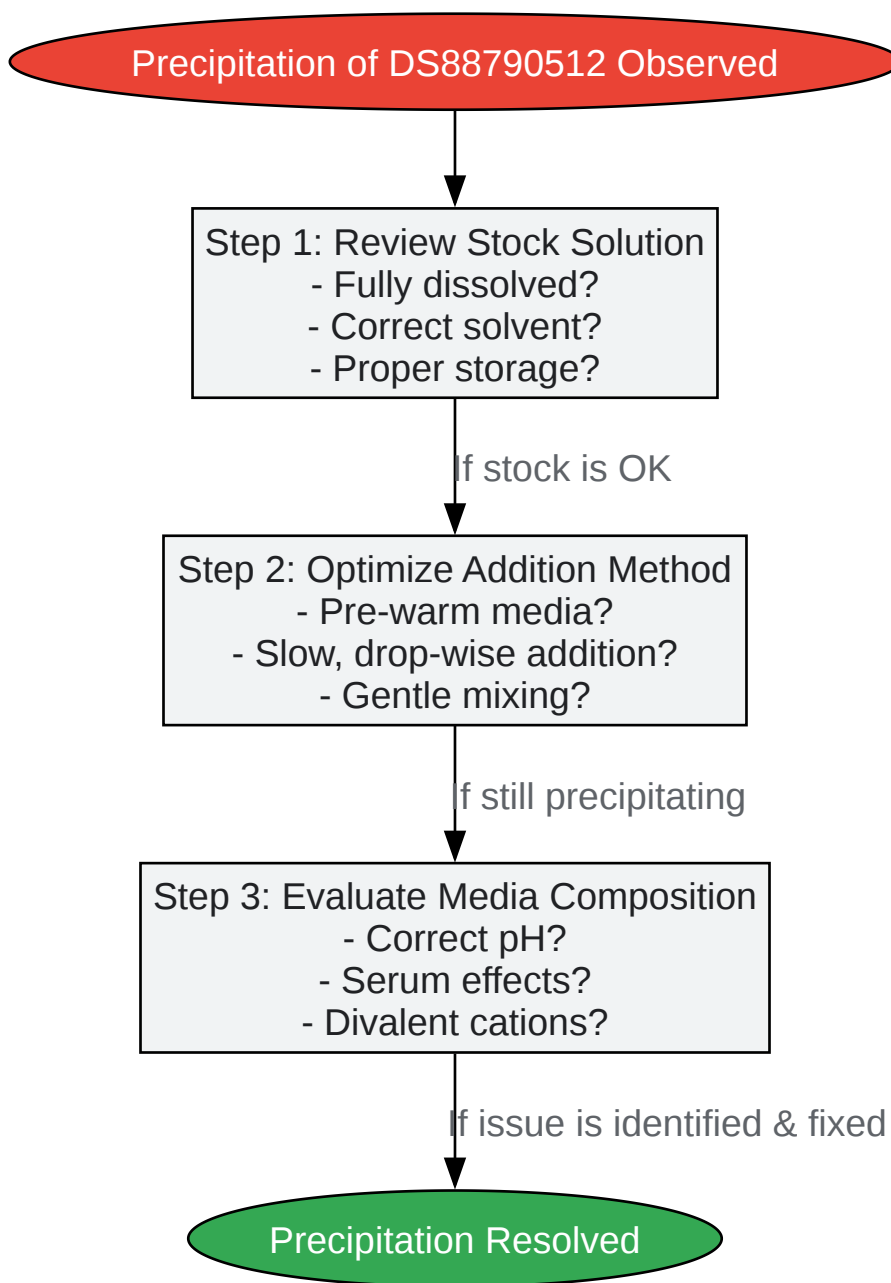 Precipitation of DS88790512 Observed
Step 1: Review Stock Solution
- Fully dissolved?
- Correct solvent?
- Proper storage?
If stock is OK
Step 2: Optimize Addition Method
- Pre-warm media?
- Slow, drop-wise addition?
- Gentle mixing?
If still precipitating
Step 3: Evaluate Media Composition
- Correct pH?
- Serum effects?
- Divalent cations?
If issue is identified & fixed
Precipitation Resolved